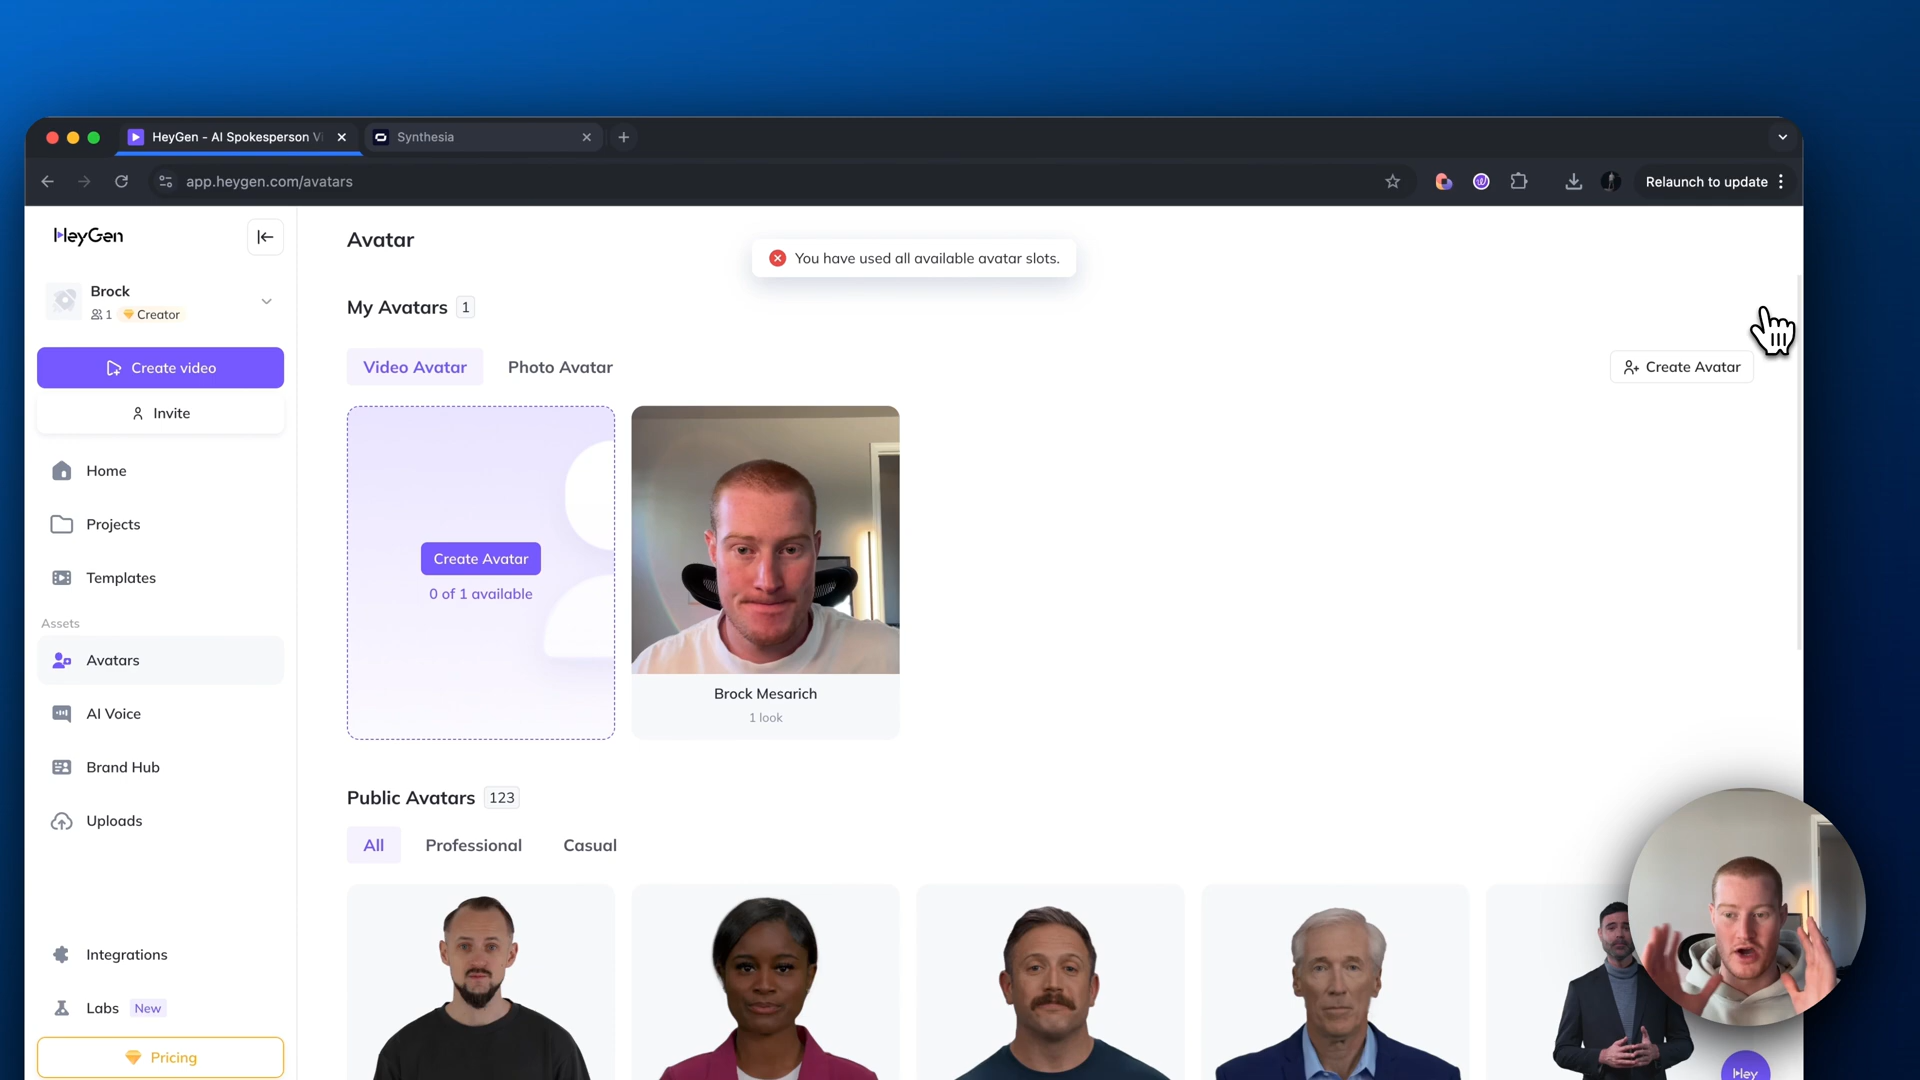 HeyGen - AI Spokesperson Vi
Synthesia
app.heygen.com/avatars
Relaunch to update
HeyGen
Brock
1 Creator
Create video
Invite
Home
Projects
Templates
Assets
Avatars
AI Voice
Brand Hub
Uploads
Integrations
Labs New
Pricing
Avatar
You have used all available avatar slots.
My Avatars 1
Video Avatar Photo Avatar
Create Avatar
Create Avatar
0 of 1 available
Brock Mesarich
1 look
Public Avatars 123
All Professional Casual
Hey